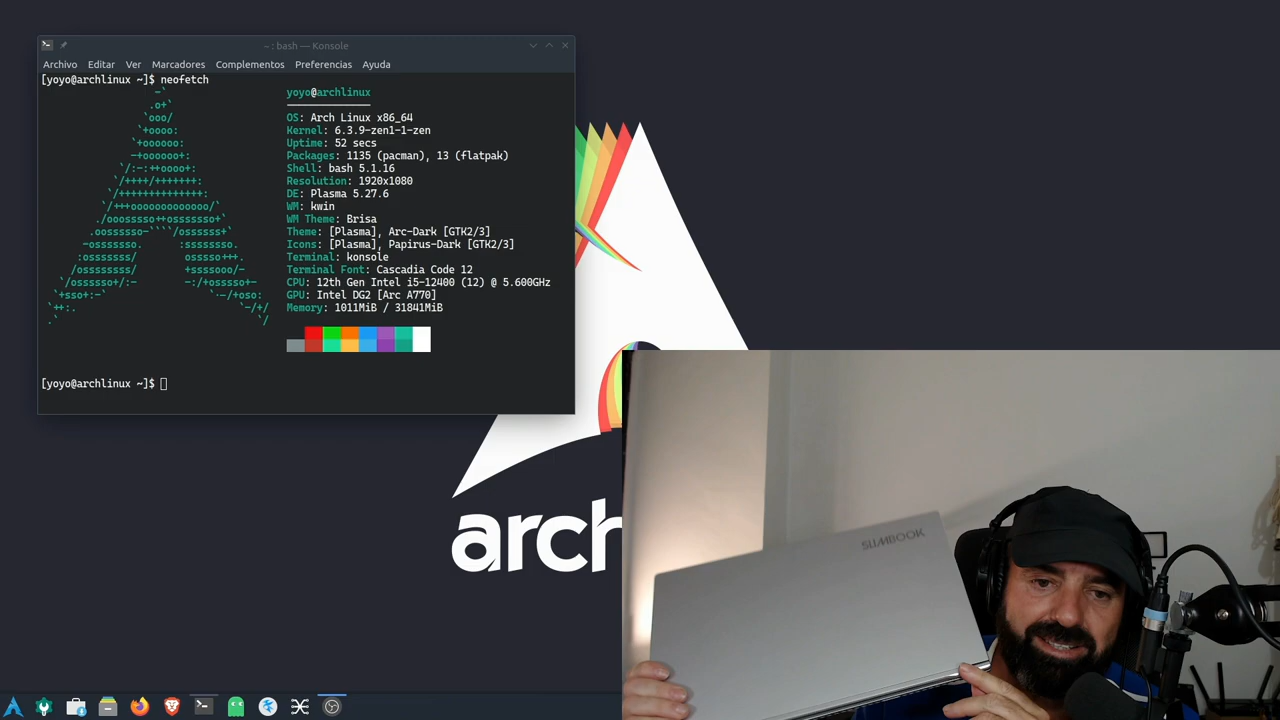 ~ : bash — Konsole
Archivo Editar Ver Marcadores Complementos Preferencias Ayuda
[yoyo@archlinux ~]$ neofetch
yoyo@archlinux
OS: Arch Linux x86_64
Kernel: 6.3.9-zen1-1-zen
Uptime: 52 secs
Packages: 1135 (pacman), 13 (flatpak)
Shell: bash 5.1.16
Resolution: 1920x1080
DE: Plasma 5.27.6
WM: kwin
WM Theme: Brisa
Theme: [Plasma], Arc-Dark [GTK2/3]
Icons: [Plasma], Papirus-Dark [GTK2/3]
Terminal: konsole
Terminal Font: Cascadia Code 12
CPU: 12th Gen Intel i5-12400 (12) @ 5.600GHz
GPU: Intel DG2 [Arc A770]
Memory: 1011MiB / 31841MiB
[yoyo@archlinux ~]$
arch
SLIMBOOK